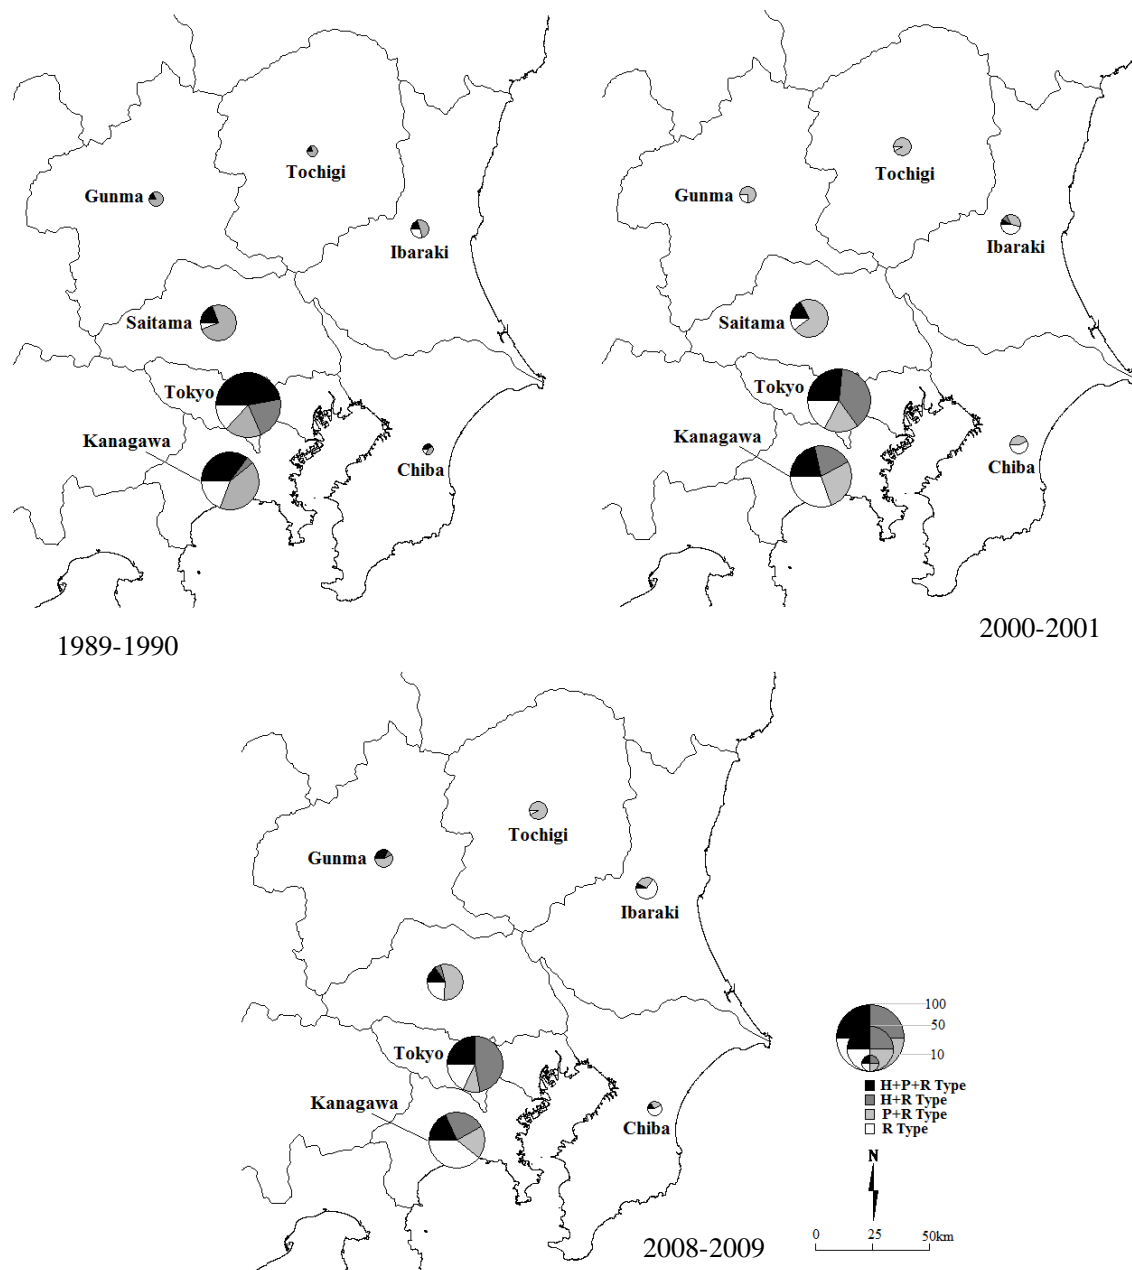 Tochigi
Gunma
Ibaraki
Saitama
Tokyo
Kanagawa
Chiba
1989-1990
Tochigi
Gunma
Ibaraki
Saitama
Tokyo
Kanagawa
Chiba
2000-2001
Tochigi
Gunma
Ibaraki
Tokyo
Kanagawa
Chiba
2008-2009
100
50
10
H+P+R Type
H+R Type
P+R Type
R Type
N
0 25 50km